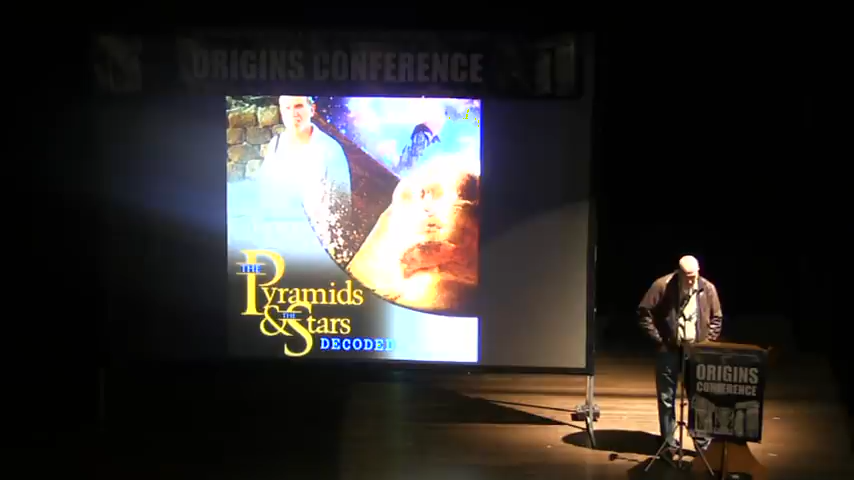 ORIGINS CONFERENCE
THE
Pyramids
& THE Stars
DECODED
ORIGINS
CONFERENCE